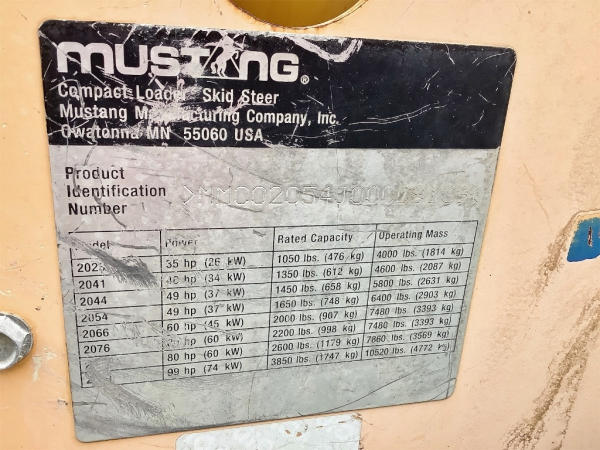 MUSTANG®
Compact Loader Skid Steer
Mustang Manufacturing Company, Inc.
Owatonna MN 55060 USA
Product
Identification
Number
Model Power Rated Capacity Operating Mass
35 hp (26 kW) 1050 lbs. (476 kg) 4000 lbs. (1814 kg)
2041 hp (34 kW) 1350 lbs. (612 kg) 4600 lbs. (2087 kg)
2044 49 hp (37 kW) 1450 lbs. (658 kg) 5800 lbs. (2631 kg)
2054 49 hp (37 kW) 1650 lbs. (748 kg) 6400 lbs. (2903 kg)
2066 60 hp (45 kW) 2000 lbs. (907 kg) 7480 lbs. (3393 kg)
2076 hp (60 kW) 2200 lbs. (998 kg) 7480 lbs. (3393 kg)
80 hp (60 kW) 2600 lbs. (1179 kg) 7860 lbs. (3569 kg)
99 hp (74 kW) 3850 lbs. (1747 kg) 10520 lbs. (4772 kg)